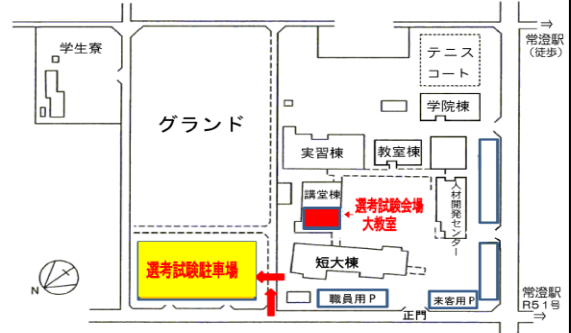 ⇒
常澄駅
(徒歩)
学生寮
テニス
コート
学院棟
グランド
実習棟
教室棟
講堂棟
選考試験会場
大教室
人材開発センター
短大棟
選考試験駐車場
N
職員用P
来客用P
正門
常澄駅
R51号
⇒